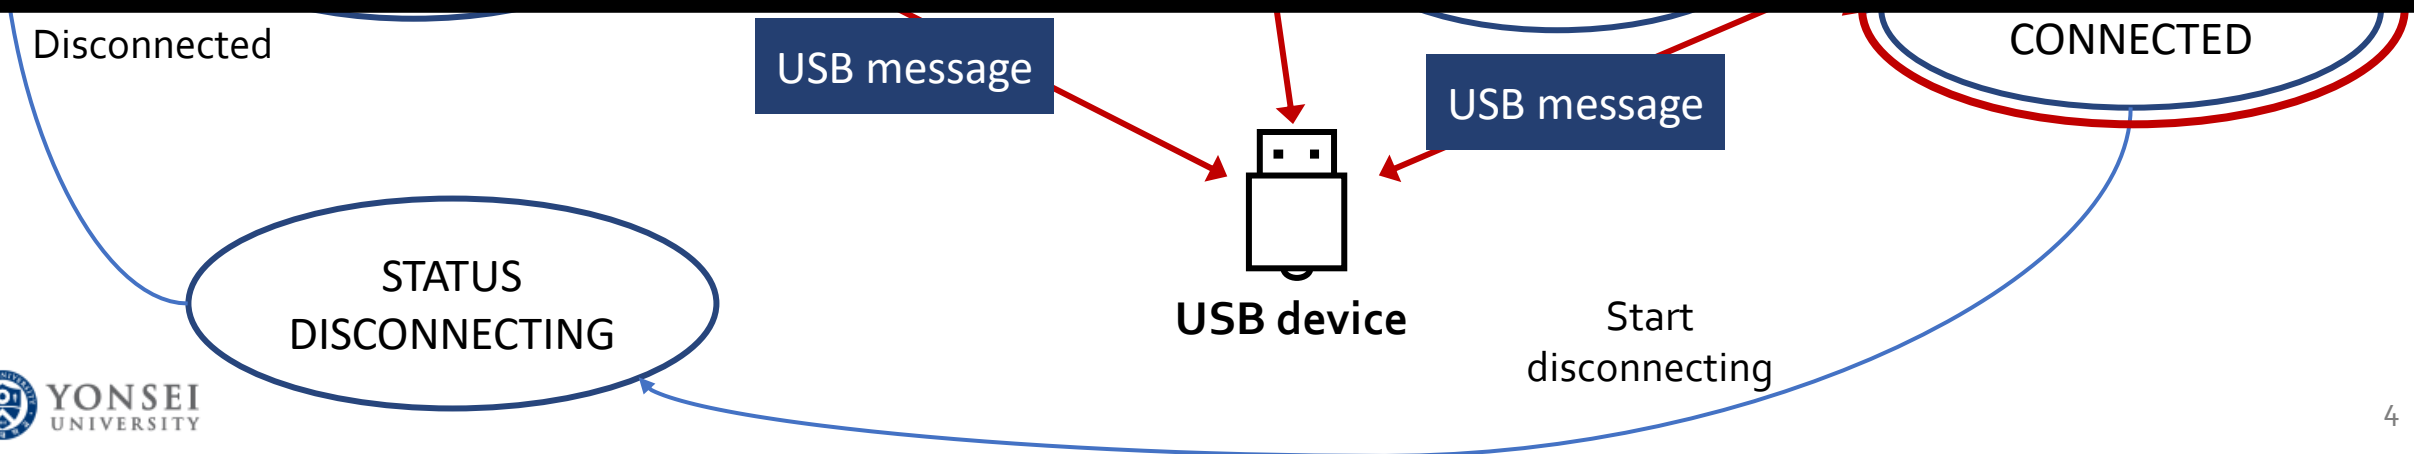 Disconnected
USB message
USB message
CONNECTED
STATUS
DISCONNECTING
USB device
Start
disconnecting
YONSEI
UNIVERSITY
4